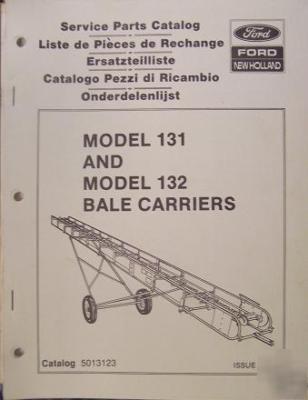 Service Parts Catalog
Liste de Pièces de Rechange
Ersatzteilliste
Catalogo Pezzi di Ricambio
Onderdelenlijst
Ford
FORD
NEW HOLLAND
MODEL 131
AND
MODEL 132
BALE CARRIERS
Catalog 5013123
ISSUE